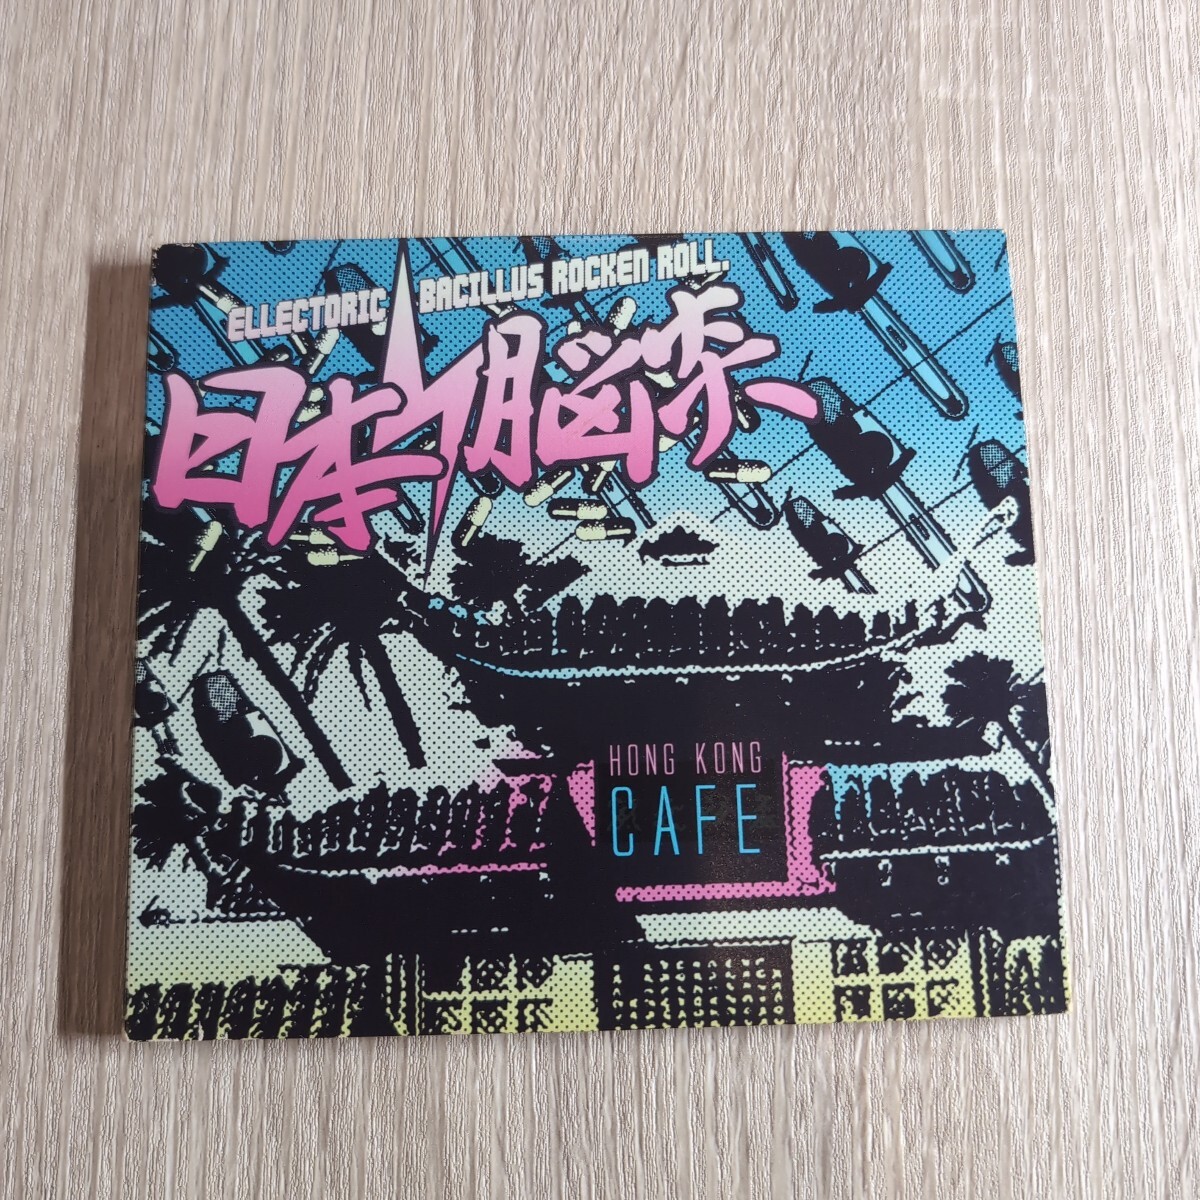 ELLECTORIC BACILLUS ROCKEN ROLL.
日本脳炎
HONG KONG
CAFE